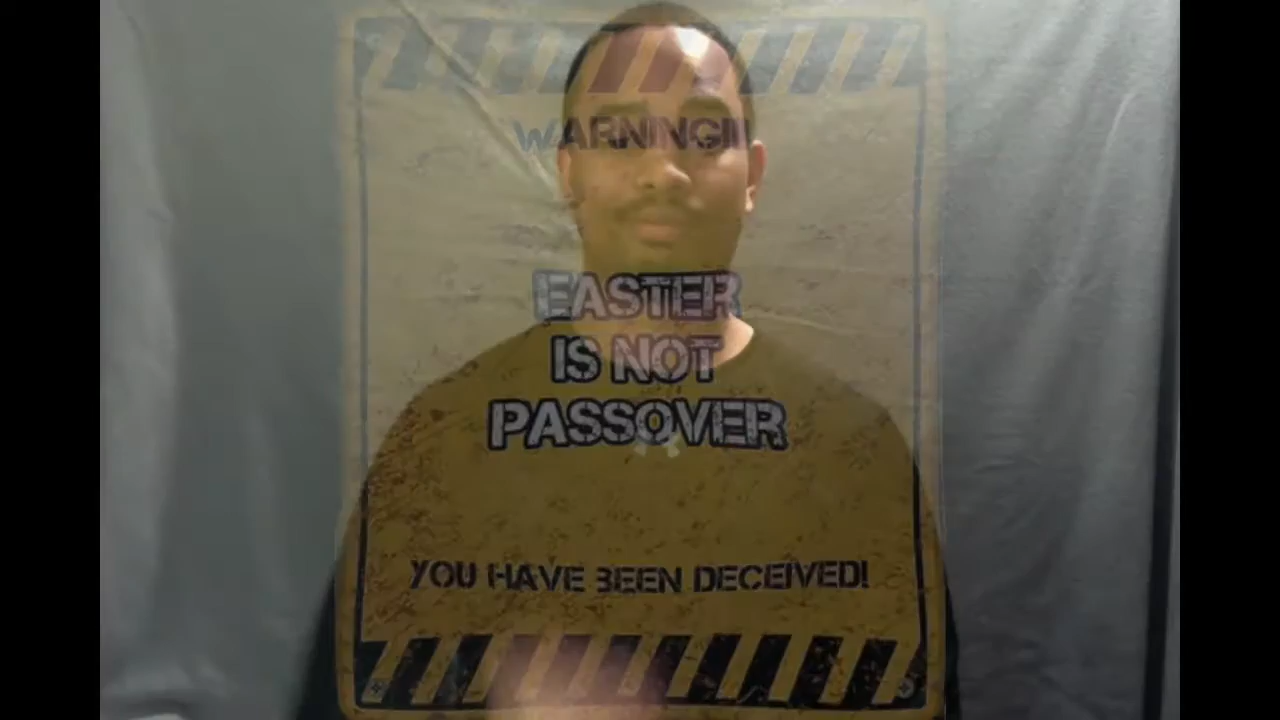 WARNING!!
EASTER
IS NOT
PASSOVER
YOU HAVE BEEN DECEIVED!